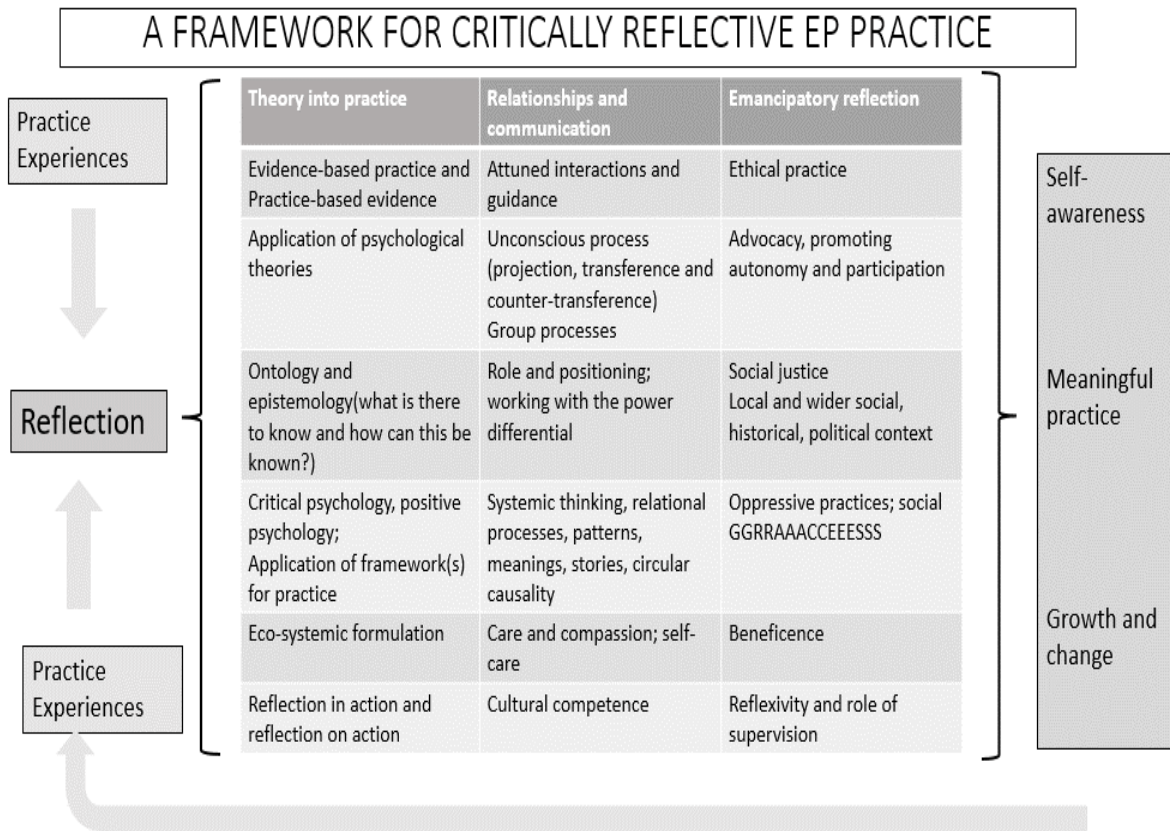 A FRAMEWORK FOR CRITICALLY REFLECTIVE EP PRACTICE
Practice
Experiences
Reflection
Practice
Experiences
Theory into practice
Relationships and
communication
Emancipatory reflection
Evidence-based practice and
Practice-based evidence
Attuned interactions and
guidance
Ethical practice
Application of psychological
theories
Unconscious process
(projection, transference and
counter-transference)
Group processes
Advocacy, promoting
autonomy and participation
Ontology and
epistemology(what is there
to know and how can this be
known?)
Role and positioning;
working with the power
differential
Social justice
Local and wider social,
historical, political context
Critical psychology, positive
psychology;
Application of framework(s)
for practice
Systemic thinking, relational
processes, patterns,
meanings, stories, circular
causality
Oppressive practices; social
GGRRAAACCEEESSS
Eco-systemic formulation
Care and compassion; self-
care
Beneficence
Reflection in action and
reflection on action
Cultural competence
Reflexivity and role of
supervision
Self-
awareness
Meaningful
practice
Growth and
change